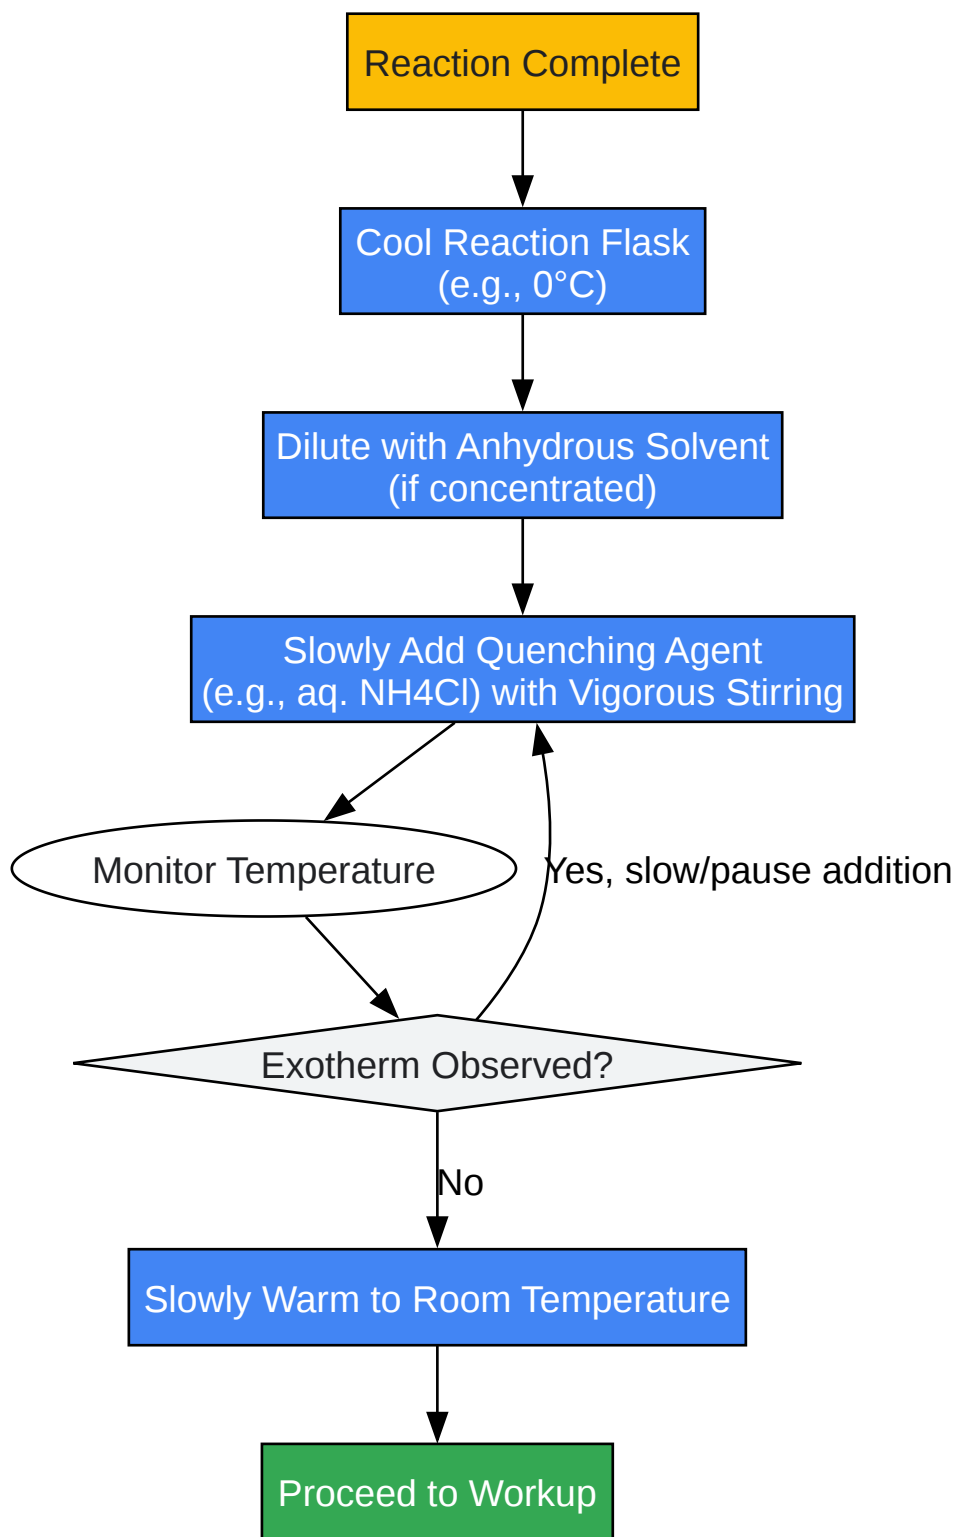 Reaction Complete
Cool Reaction Flask
(e.g., 0°C)
Dilute with Anhydrous Solvent
(if concentrated)
Slowly Add Quenching Agent
(e.g., aq. NH4Cl) with Vigorous Stirring
Monitor Temperature
Yes, slow/pause addition
Exotherm Observed?
No
Slowly Warm to Room Temperature
Proceed to Workup